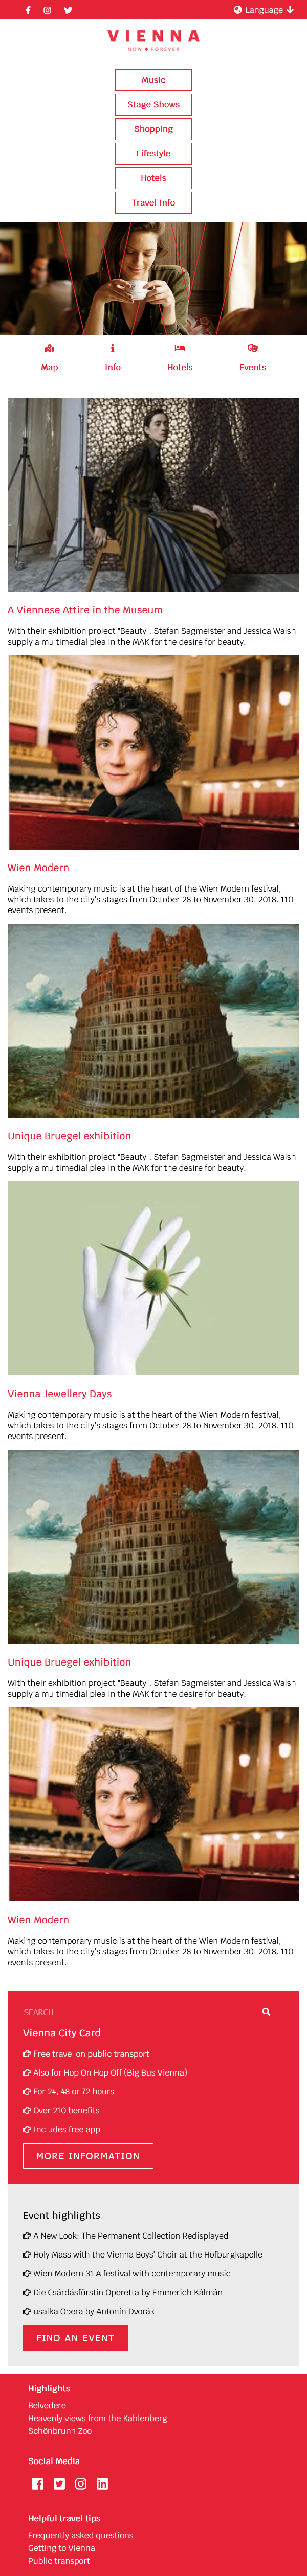 Language
VIENNA
NOW FOREVER
Music
Stage Shows
Shopping
Lifestyle
Hotels
Travel Info
Map Info Hotels Events
A Viennese Attire in the Museum
With their exhibition project "Beauty", Stefan Sagmeister and Jessica Walsh
supply a multimedial plea in the MAK for the desire for beauty.
Wien Modern
Making contemporary music is at the heart of the Wien Modern festival,
which takes to the city's stages from October 28 to November 30, 2018. 110
events present.
Unique Bruegel exhibition
With their exhibition project "Beauty", Stefan Sagmeister and Jessica Walsh
supply a multimedial plea in the MAK for the desire for beauty.
Vienna Jewellery Days
Making contemporary music is at the heart of the Wien Modern festival,
which takes to the city's stages from October 28 to November 30, 2018. 110
events present.
Unique Bruegel exhibition
With their exhibition project "Beauty", Stefan Sagmeister and Jessica Walsh
supply a multimedial plea in the MAK for the desire for beauty.
Wien Modern
Making contemporary music is at the heart of the Wien Modern festival,
which takes to the city's stages from October 28 to November 30, 2018. 110
events present.
SEARCH
Vienna City Card
Free travel on public transport
Also for Hop On Hop Off (Big Bus Vienna)
For 24, 48 or 72 hours
Over 210 benefits
Includes free app
MORE INFORMATION
Event highlights
A New Look: The Permanent Collection Redisplayed
Holy Mass with the Vienna Boys' Choir at the Hofburgkapelle
Wien Modern 31 A festival with contemporary music
Die Csárdásfürstin Operetta by Emmerich Kálmán
usalka Opera by Antonín Dvorák
FIND AN EVENT
Highlights
Belvedere
Heavenly views from the Kahlenberg
Schönbrunn Zoo
Social Media
Helpful travel tips
Frequently asked questions
Getting to Vienna
Public transport